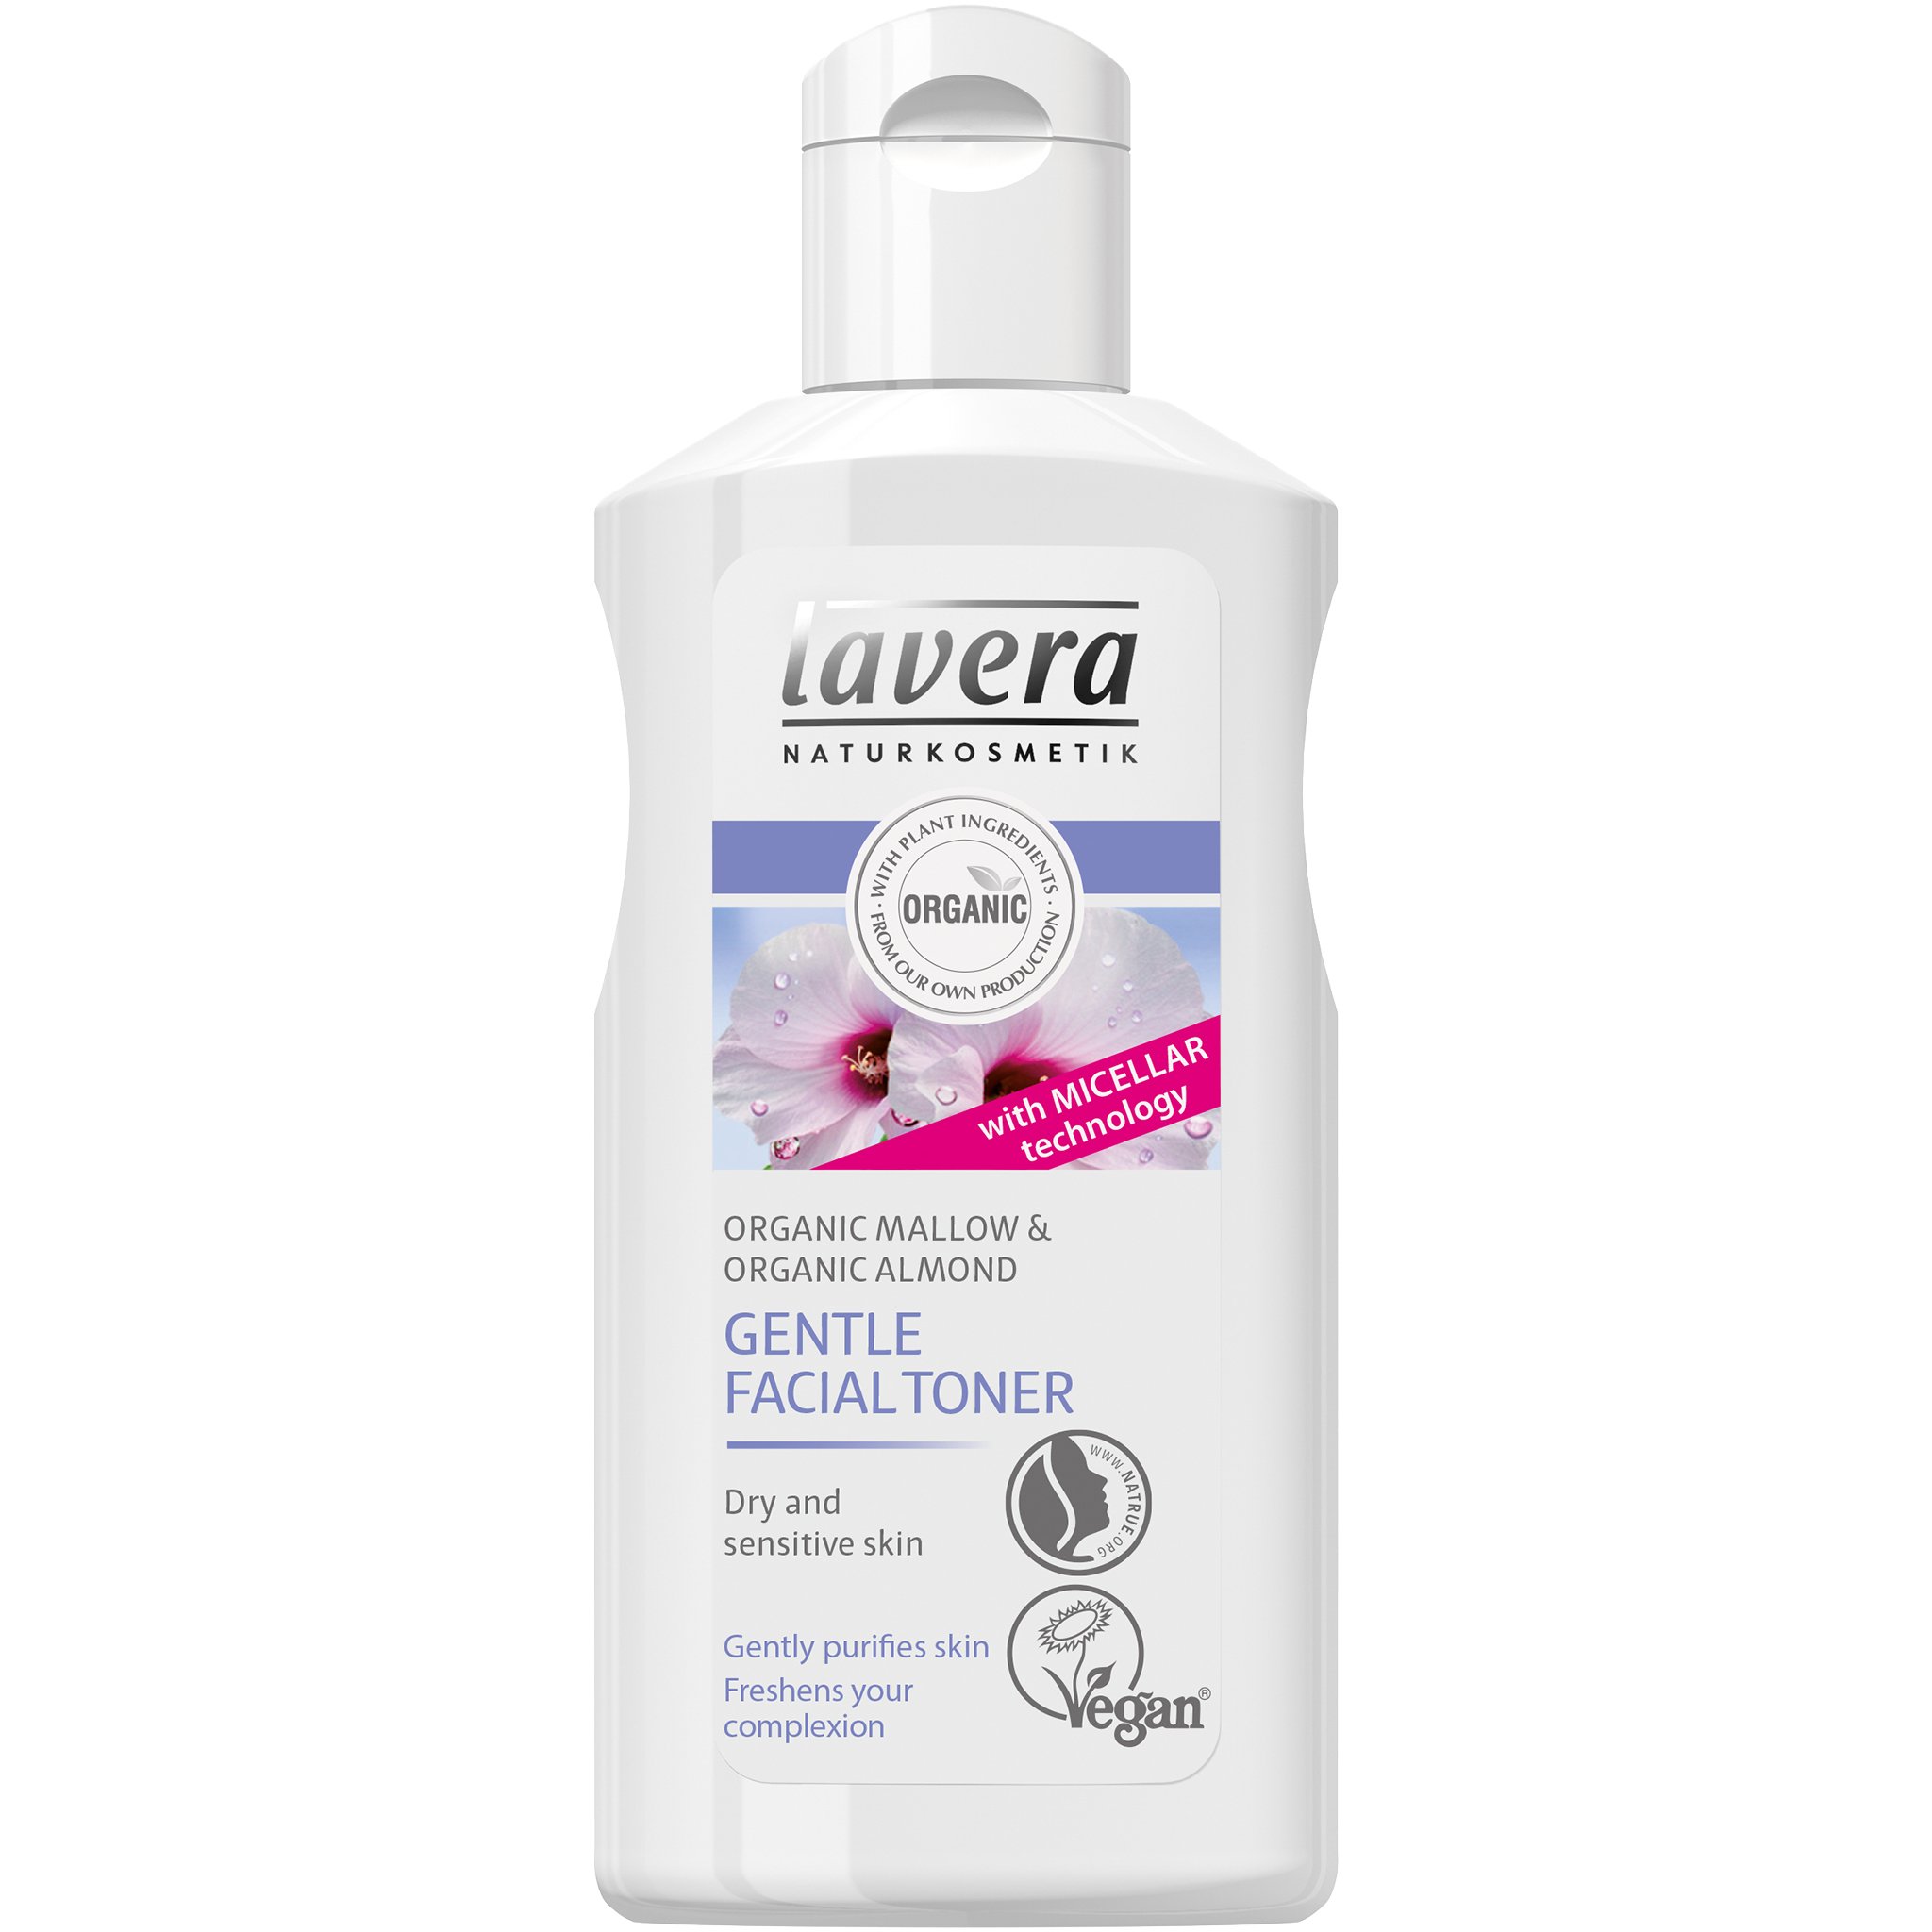 lavera
NATURKOSMETIK
· WITH PLANT INGREDIENTS ·
FROM OUR OWN PRODUCTION
ORGANIC
with MICELLAR
technology
ORGANIC MALLOW &
ORGANIC ALMOND
GENTLE
FACIAL TONER
Dry and
sensitive skin
WWW.NATRUE.ORG
Gently purifies skin
Freshens your
complexion
Vegan®